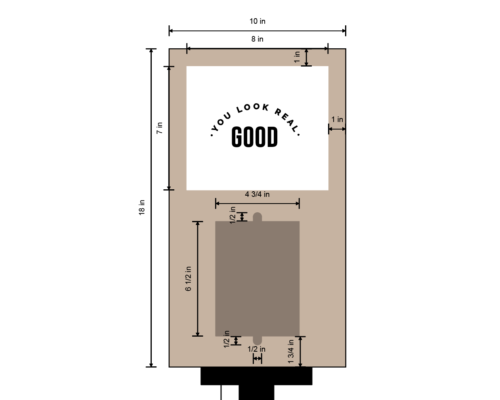 10 in
8 in
1 in
1 in
7 in
·YOU LOOK REAL·
GOOD
18 in
4 3/4 in
1/2 in
6 1/2 in
1/2 in
1/2 in
1 3/4 in